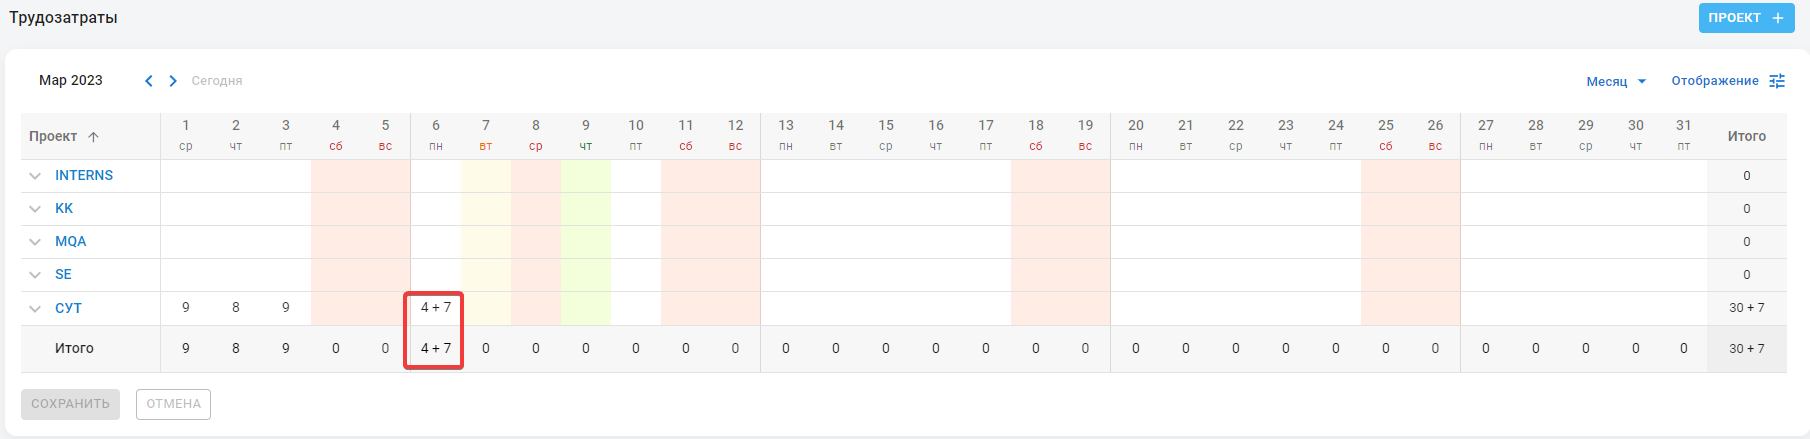 Трудозатраты
ПРОЕКТ +
Мар 2023 Сегодня Месяц Отображение
Проект 1 2 3 4 5 6 7 8 9 10 11 12 13 14 15 16 17 18 19 20 21 22 23 24 25 26 27 28 29 30 31 Итого
ср чт пт сб вс пн вт ср чт пт сб вс пн вт ср чт пт сб вс пн вт ср чт пт сб вс пн вт ср чт пт
INTERNS 0
KK 0
MQA 0
SE 0
СУТ 9 8 9 4 + 7 30 + 7
Итого 9 8 9 0 0 4 + 7 0 0 0 0 0 0 0 0 0 0 0 0 0 0 0 0 0 0 0 0 0 0 0 0 0 30 + 7
СОХРАНИТЬ ОТМЕНА